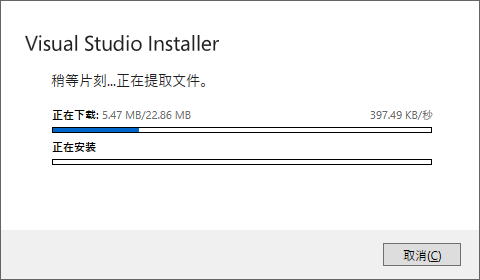 Visual Studio Installer
稍等片刻...正在提取文件。
正在下载: 5.47 MB/22.86 MB 397.49 KB/秒
正在安装
取消(C)